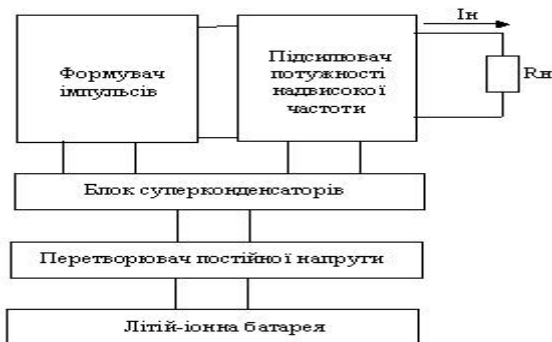 Формувач
імпульсів
Підсилювач
потужності
надвисокої
частоти
Iн
Rн
Блок суперконденсаторів
Перетворювач постійної напруги
Літій-іонна батарея